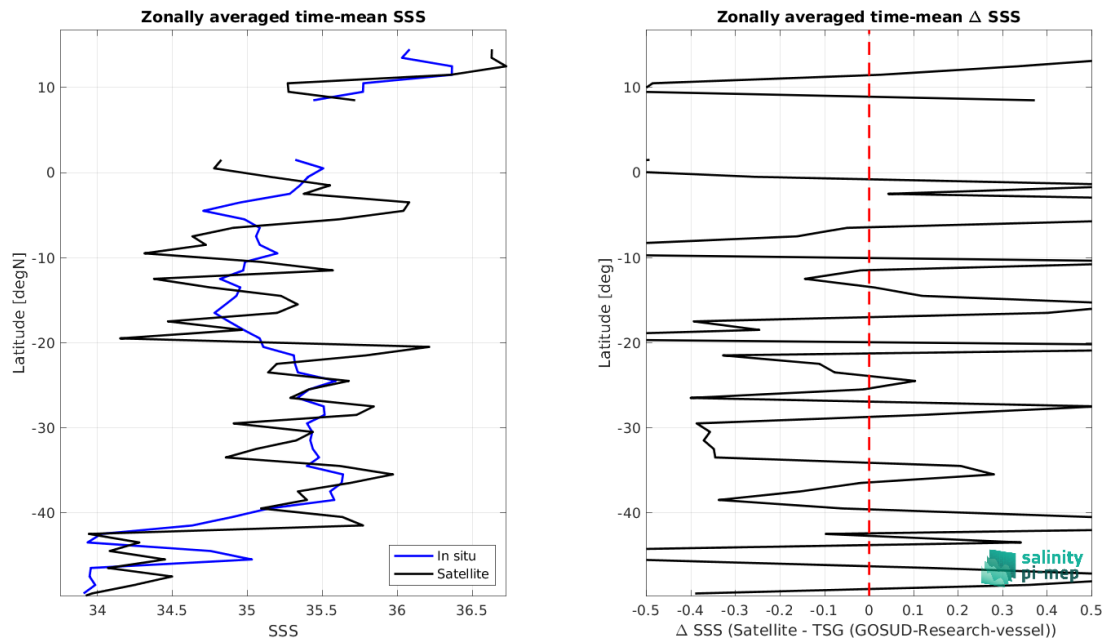 Zonally averaged time-mean SSS
10
0
-10
-20
-30
-40
Latitude [degN]
In situ
Satellite
34
34.5
35
35.5
36
36.5
SSS
Zonally averaged time-mean Δ SSS
10
0
-10
-20
-30
-40
Latitude [deg]
salinity
pi-mep
-0.5
-0.4
-0.3
-0.2
-0.1
0
0.1
0.2
0.3
0.4
0.5
Δ SSS (Satellite - TSG (GOSUD-Research-vessel))